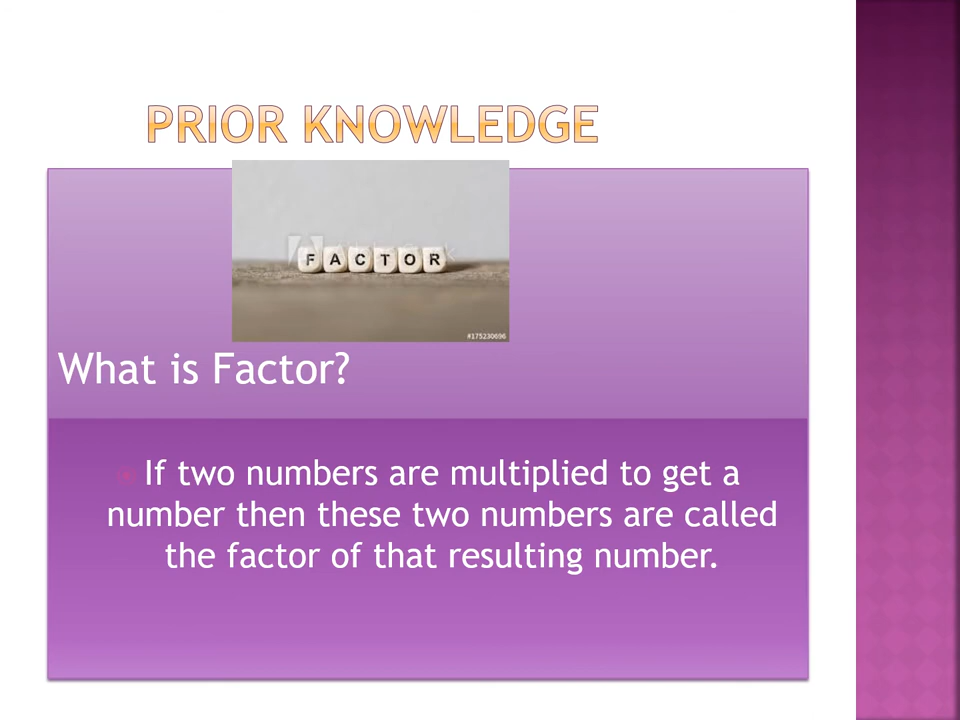 PRIOR KNOWLEDGE
FACTOR
#175230696
What is Factor?
If two numbers are multiplied to get a
number then these two numbers are called
the factor of that resulting number.